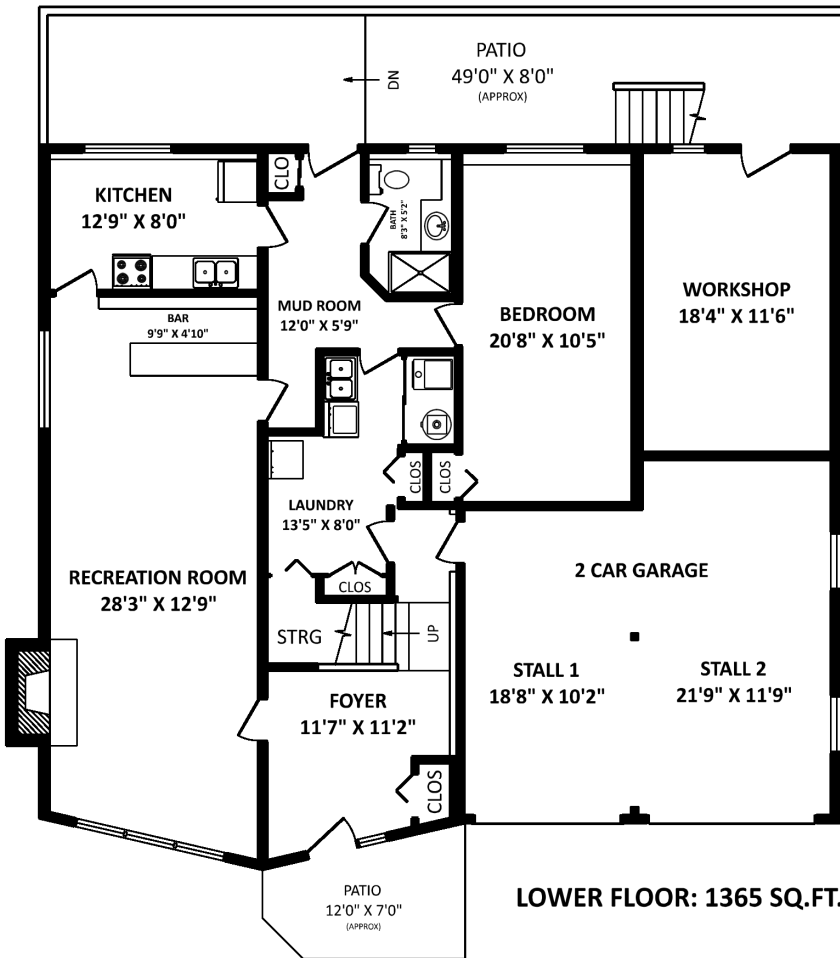 PATIO
49'0" X 8'0"
(APPROX)
DN
CLO
KITCHEN
12'9" X 8'0"
BATH
8'3" X 5'2"
MUD ROOM
12'0" X 5'9"
BEDROOM
20'8" X 10'5"
WORKSHOP
18'4" X 11'6"
BAR
9'9" X 4'10"
CLOS
CLOS
LAUNDRY
13'5" X 8'0"
RECREATION ROOM
28'3" X 12'9"
CLOS
2 CAR GARAGE
STRG
UP
STALL 1
18'8" X 10'2"
STALL 2
21'9" X 11'9"
FOYER
11'7" X 11'2"
CLOS
PATIO
12'0" X 7'0"
(APPROX)
LOWER FLOOR: 1365 SQ.FT.